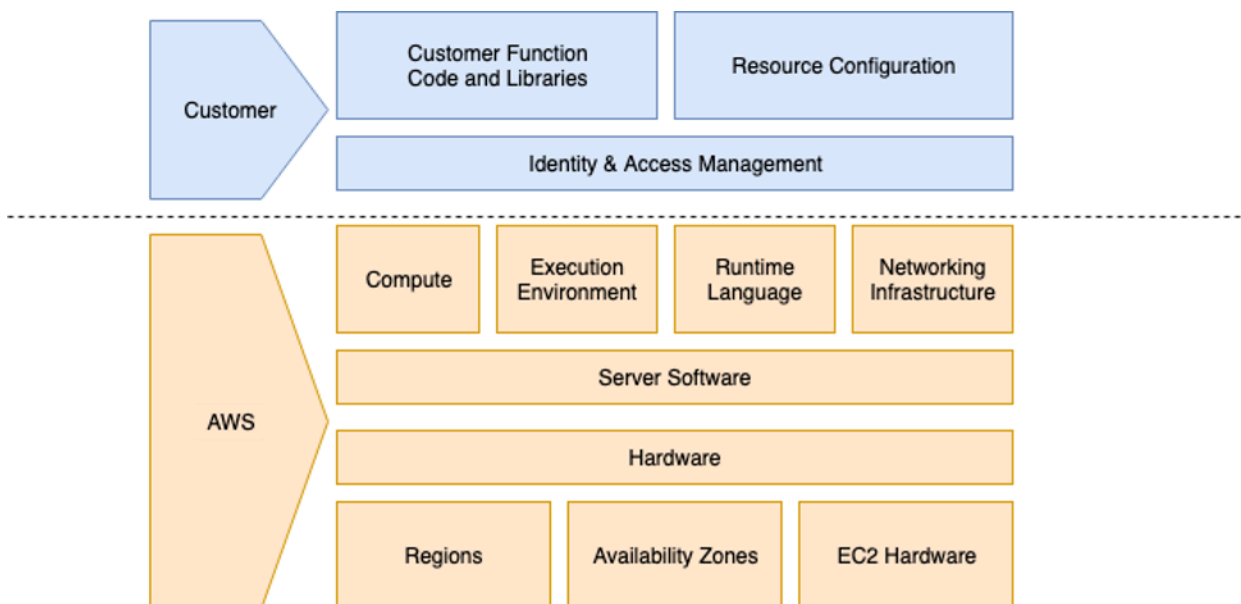 Customer
Customer Function
Code and Libraries
Resource Configuration
Identity & Access Management
AWS
Compute
Execution
Environment
Runtime
Language
Networking
Infrastructure
Server Software
Hardware
Regions
Availability Zones
EC2 Hardware